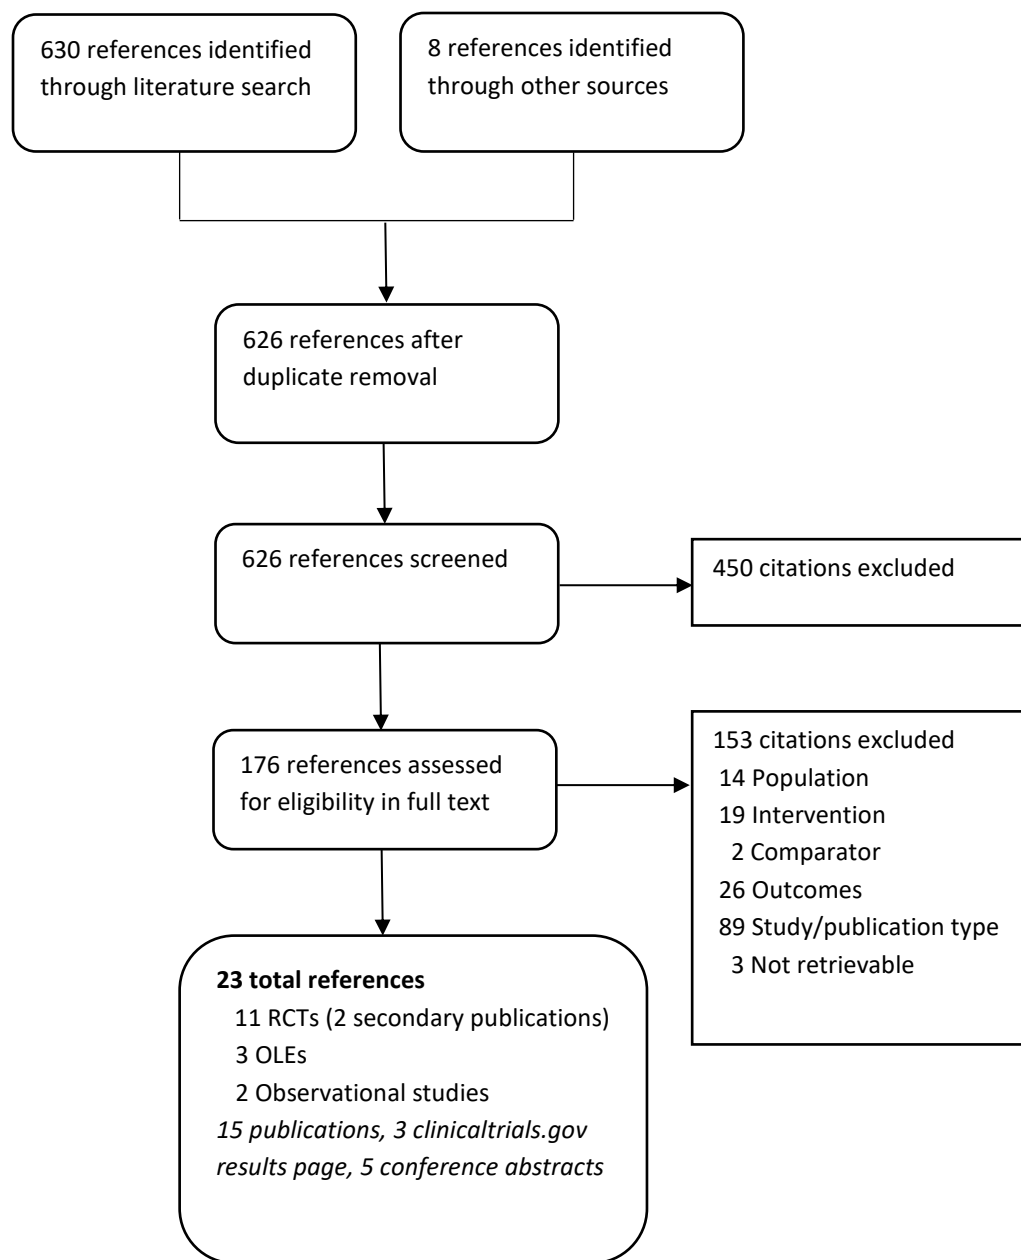 630 references identified
through literature search
8 references identified
through other sources
626 references after
duplicate removal
626 references screened
450 citations excluded
176 references assessed
for eligibility in full text
153 citations excluded
14 Population
19 Intervention
2 Comparator
26 Outcomes
89 Study/publication type
3 Not retrievable
23 total references
11 RCTs (2 secondary publications)
3 OLEs
2 Observational studies
15 publications, 3 clinicaltrials.gov
results page, 5 conference abstracts